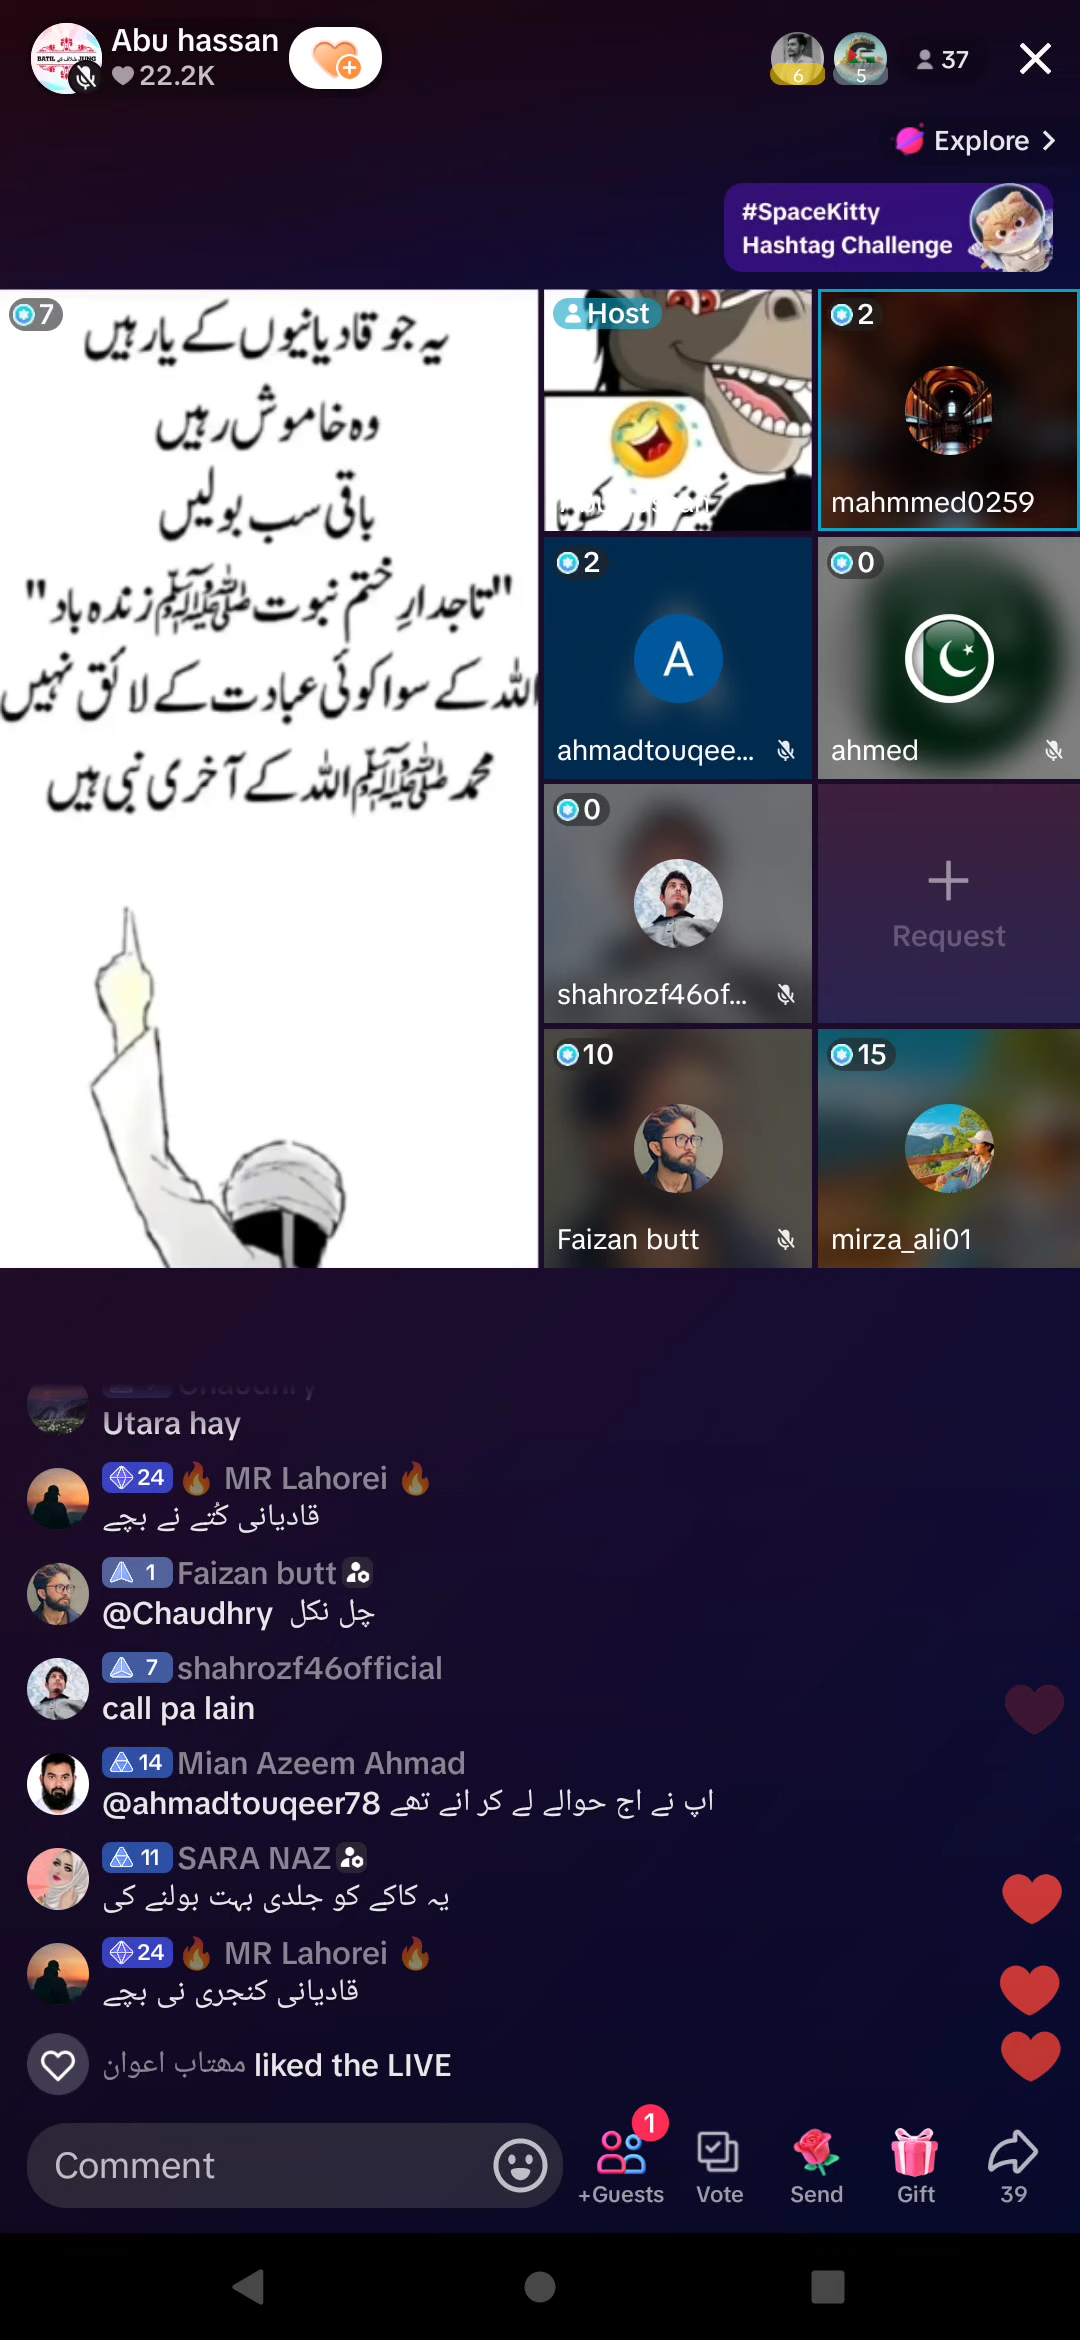 Abu hassan
22.2K
BATIL
JUNG
6
5
37
Explore
#SpaceKitty
Hashtag Challenge
7
یہ جو قادیانیوں کے یار ہیں
وہ خاموش رہیں
باقی سب بولیں
"تاجدارِ ختم نبوت ﷺ زندہ باد"
اللہ کے سوا کوئی عبادت کے لائق نہیں
محمد ﷺ اللہ کے آخری نبی ہیں
Host
2
mahmmed0259
2
A
ahmadtouqee...
0
ahmed
0
shahrozf46of...
Request
10
Faizan butt
15
mirza_ali01
Chaudhry
Utara hay
24 MR Lahorei
قادیانی کُتے نے بچے
1 Faizan butt
@Chaudhry چل نکل
7 shahrozf46official
call pa lain
14 Mian Azeem Ahmad
@ahmadtouqeer78 اپ نے اج حوالے لے کر انے تھے
11 SARA NAZ
یہ کاکے کو جلدی بہت بولنے کی
24 MR Lahorei
قادیانی کنجری نی بچے
مهتاب اعوان liked the LIVE
Comment
1
+Guests
Vote
Send
Gift
39